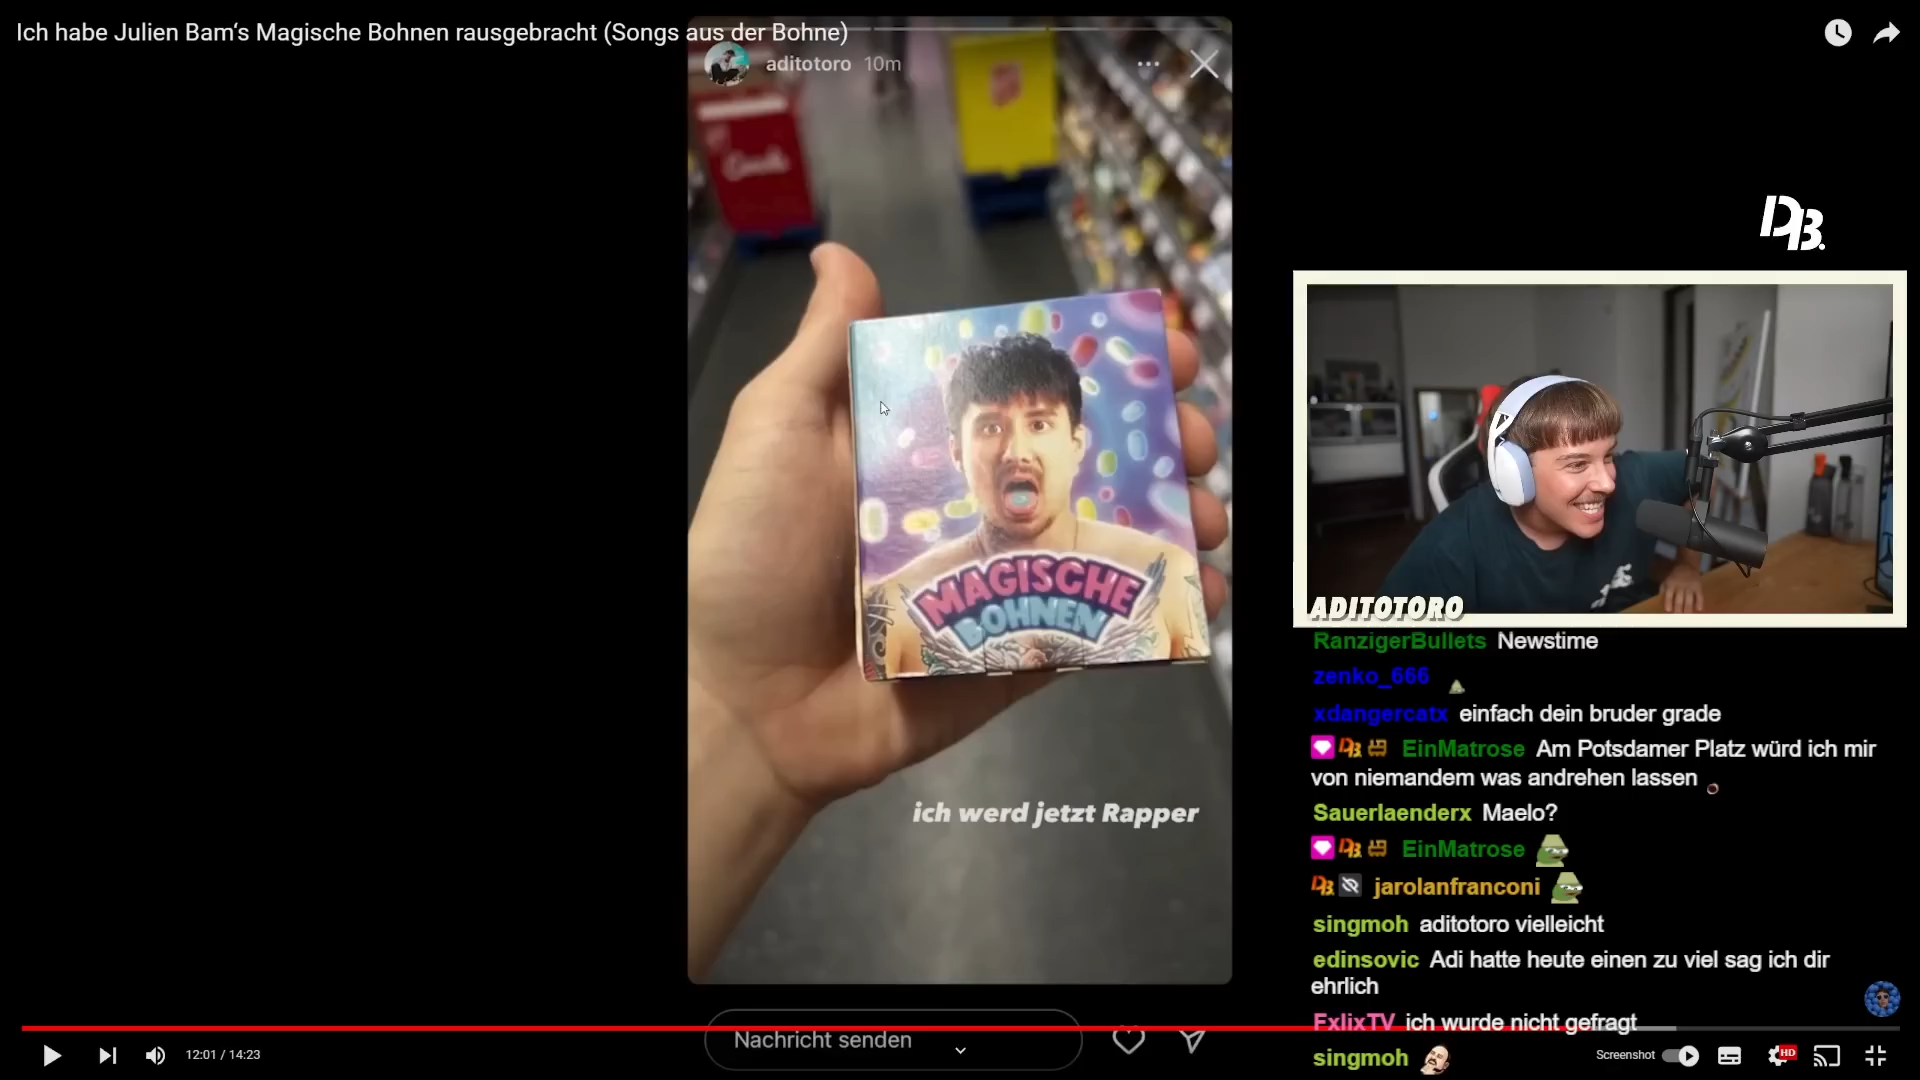 Ich habe Julien Bam's Magische Bohnen rausgebracht (Songs aus der Bohne)
aditotoro 10m
MAGISCHE
BOHNEN
ich werd jetzt Rapper
Nachricht senden
DB.
ADITOTORO
RanzigerBullets Newstime
zenko_666
xdangercatx einfach dein bruder grade
EinMatrose Am Potsdamer Platz würd ich mir
von niemandem was andrehen lassen
Sauerlaenderx Maelo?
EinMatrose
jarolanfranconi
singmoh aditotoro vielleicht
edinsovic Adi hatte heute einen zu viel sag ich dir
ehrlich
FxlixTV ich wurde nicht gefragt
singmoh
12:01 / 14:23
Screenshot
HD